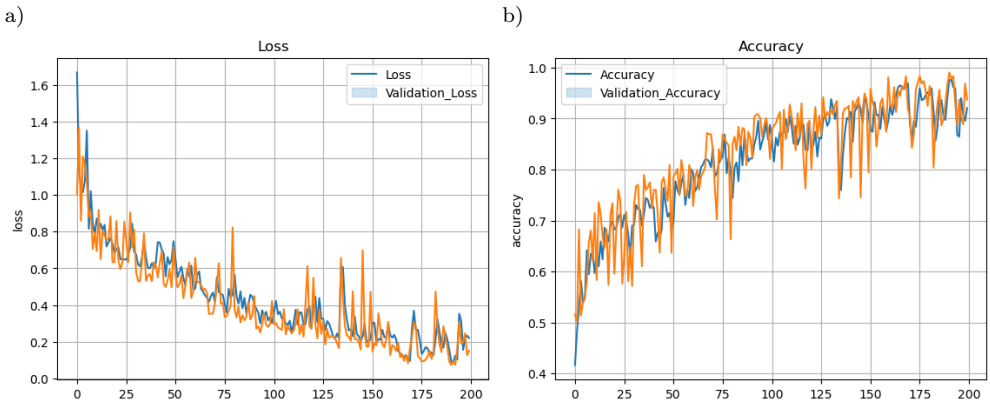 a)
Loss
Loss
Validation_Loss
loss
1.6
1.4
1.2
1.0
0.8
0.6
0.4
0.2
0.0
0 25 50 75 100 125 150 175 200
b)
Accuracy
Accuracy
Validation_Accuracy
accuracy
1.0
0.9
0.8
0.7
0.6
0.5
0.4
0 25 50 75 100 125 150 175 200